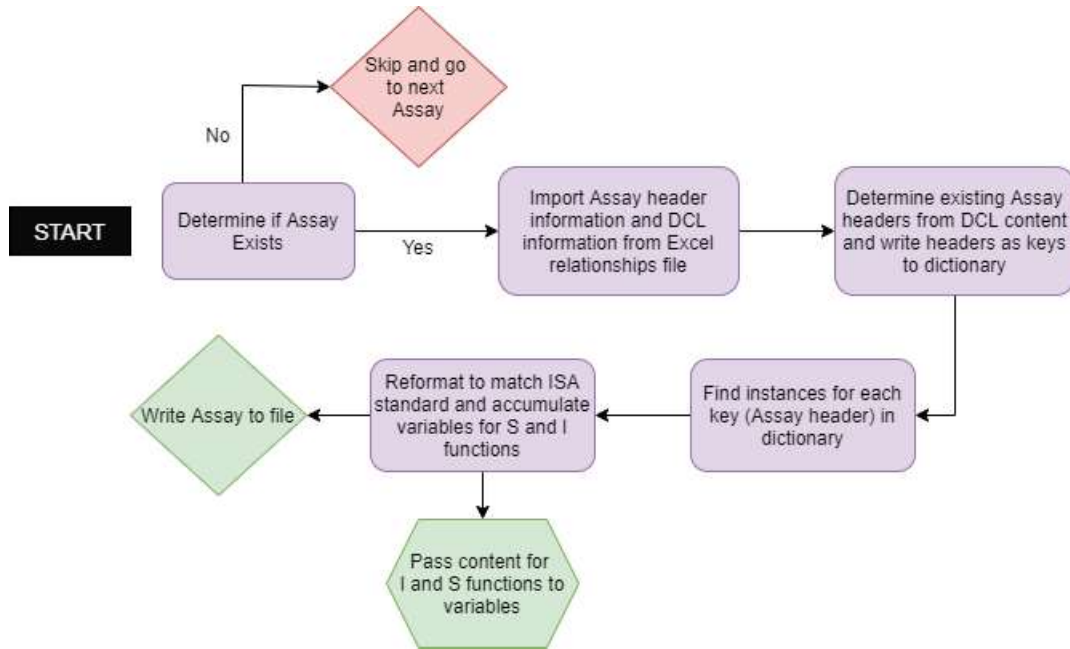 Skip and go
to next
Assay
No
START
Determine if Assay
Exists
Yes
Import Assay header
information and DCL
information from Excel
relationships file
Determine existing Assay
headers from DCL content
and write headers as keys
to dictionary
Write Assay to file
Reformat to match ISA
standard and accumulate
variables for S and I
functions
Find instances for each
key (Assay header) in
dictionary
Pass content for
I and S functions to
variables